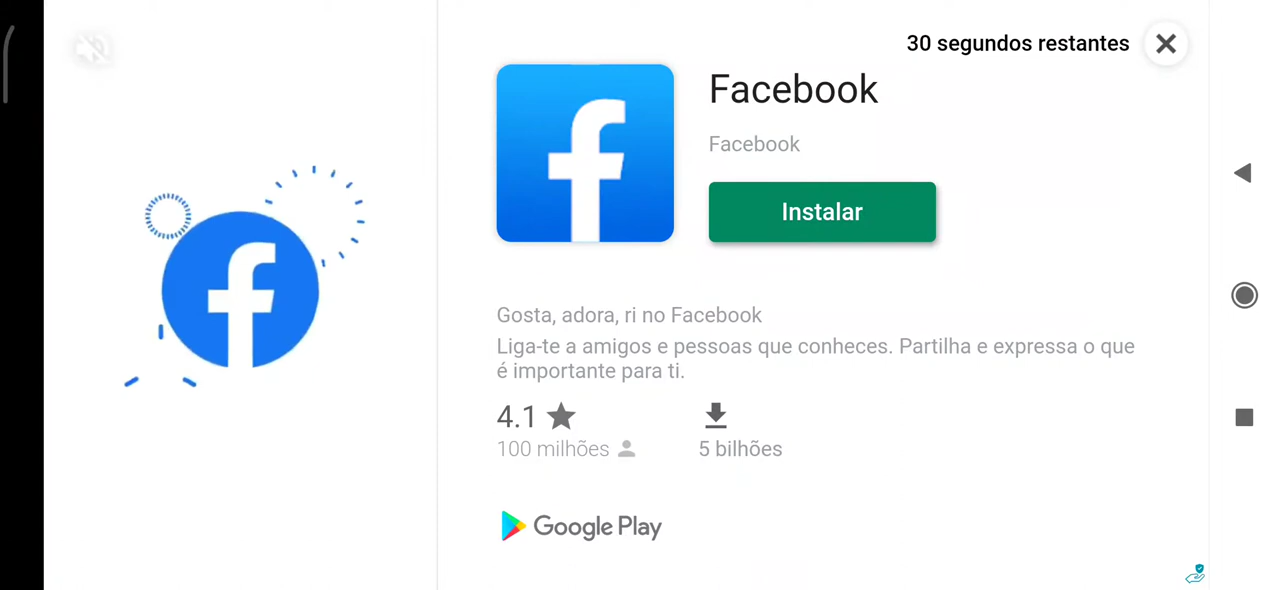 30 segundos restantes
Facebook
Facebook
Instalar
Gosta, adora, ri no Facebook
Liga-te a amigos e pessoas que conheces. Partilha e expressa o que
é importante para ti.
4.1
100 milhões
5 bilhões
Google Play